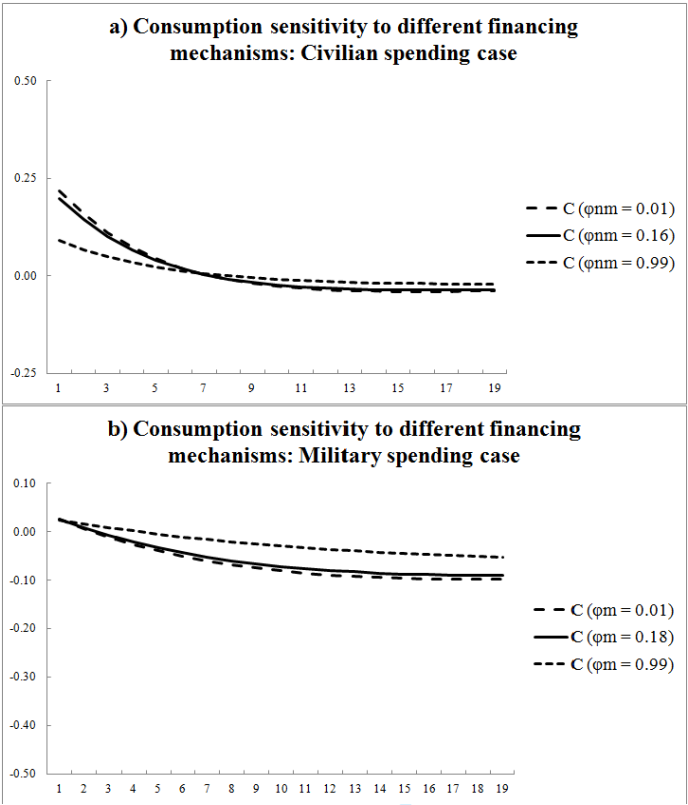 a) Consumption sensitivity to different financing
mechanisms: Civilian spending case
0.50
0.25
0.00
-0.25
1 3 5 7 9 11 13 15 17 19
C (φnm = 0.01)
C (φnm = 0.16)
C (φnm = 0.99)
b) Consumption sensitivity to different financing
mechanisms: Military spending case
0.10
0.00
-0.10
-0.20
-0.30
-0.40
-0.50
1 2 3 4 5 6 7 8 9 10 11 12 13 14 15 16 17 18 19
C (φm = 0.01)
C (φm = 0.18)
C (φm = 0.99)